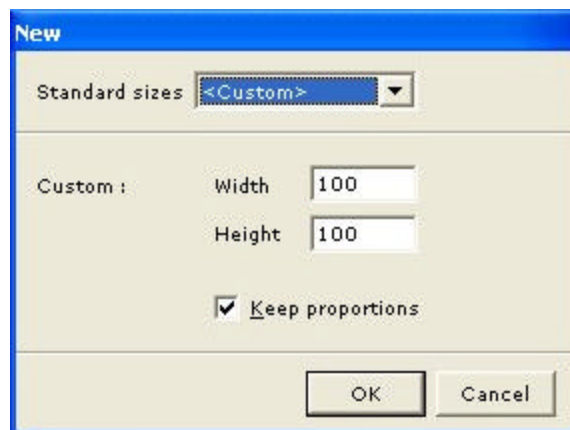 New
Standard sizes <Custom>
Custom : Width 100
Height 100
Keep proportions
OK Cancel